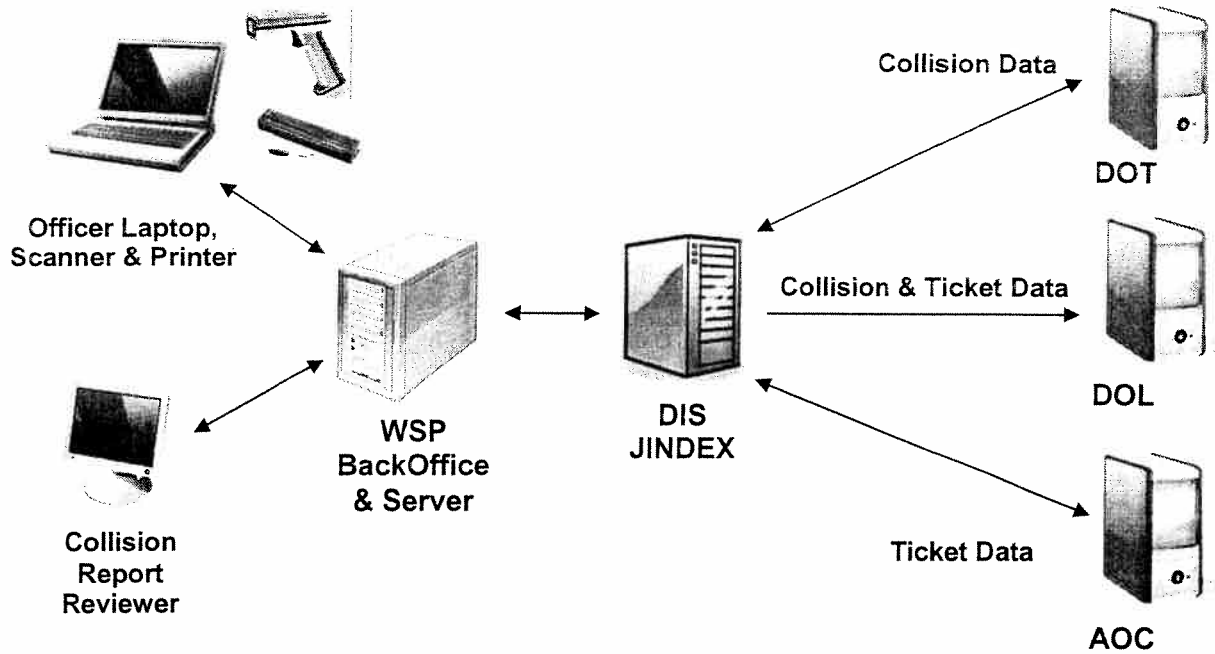 Collision Data
DOT
Officer Laptop,
Scanner & Printer
Collision & Ticket Data
DOL
WSP
BackOffice
& Server
DIS
JINDEX
Collision
Report
Reviewer
Ticket Data
AOC